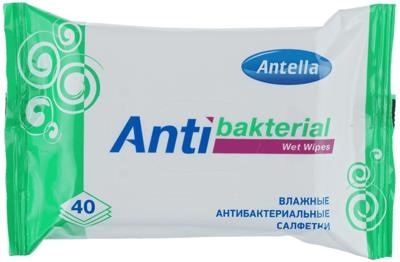 Antella
Anti bakterial
Wet Wipes
40
ВЛАЖНЫЕ
АНТИБАКТЕРИАЛЬНЫЕ
САЛФЕТКИ